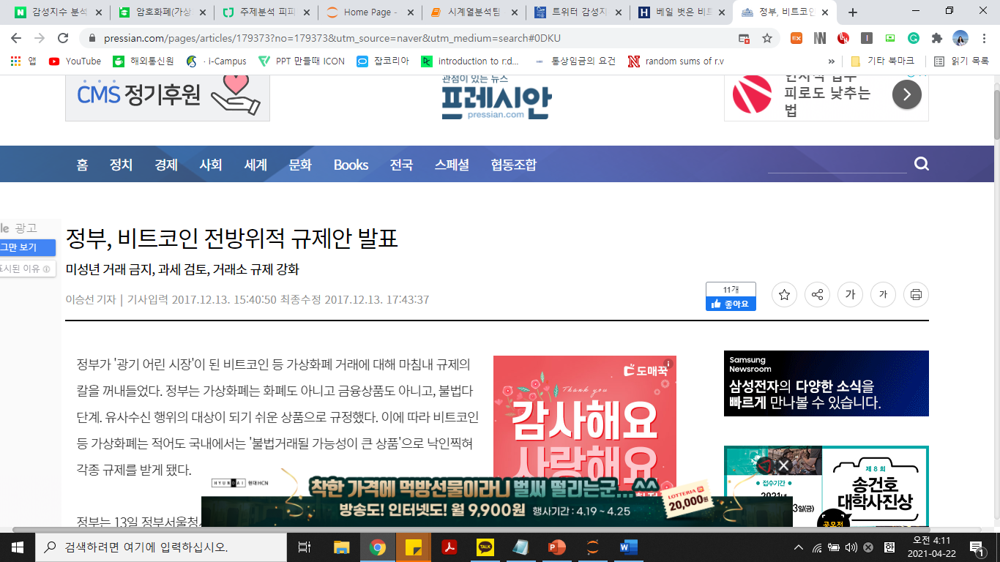 감성지수 분석
암호화폐(가상
주제분석 피피
Home Page -
시계열분석팀
트위터 감성지
베일 벗은 비트
정부, 비트코인
pressian.com/pages/articles/179373?no=179373&utm_source=naver&utm_medium=search#0DKU
앱
YouTube
해외통신원
· i-Campus
PPT 만들때 ICON
잡코리아
introduction to r:d...
통상임금의 요건
random sums of r.v
»
기타 북마크
읽기 목록
CMS 정기후원
관점이 있는 뉴스
프레시안
pressian.com
피로도 낮추는
법
홈
정치
경제
사회
세계
문화
Books
전국
스페셜
협동조합
le 광고
그만 보기
표시된 이유
정부, 비트코인 전방위적 규제안 발표
미성년 거래 금지, 과세 검토, 거래소 규제 강화
이승선 기자 | 기사입력 2017.12.13. 15:40:50 최종수정 2017.12.13. 17:43:37
11개
좋아요
가
가
정부가 '광기 어린 시장'이 된 비트코인 등 가상화폐 거래에 대해 마침내 규제의
칼을 꺼내들었다. 정부는 가상화폐는 화폐도 아니고 금융상품도 아니고, 불법다
단계. 유사수신 행위의 대상이 되기 쉬운 상품으로 규정했다. 이에 따라 비트코인
등 가상화폐는 적어도 국내에서는 '불법거래될 가능성이 큰 상품'으로 낙인찍혀
각종 규제를 받게 됐다.
정부는 13일 정부서울청사
도매꾹
Thank you
감사해요
사랑해요
Samsung
Newsroom
삼성전자의 다양한 소식을
빠르게 만나볼 수 있습니다.
제 8 회
송건호
대학사진상
공모전
접수기간
2021
3일(금)
HYUNDAI 현대HCN
착한 가격에 먹방선물이라니 벌써 떨리는군...^^
방송도! 인터넷도! 월 9,900원 행사기간 : 4.19 ~ 4.25
LOTTERIA
20,000원
검색하려면 여기에 입력하십시오.
TALK
한
오전 4:11
2021-04-22
1